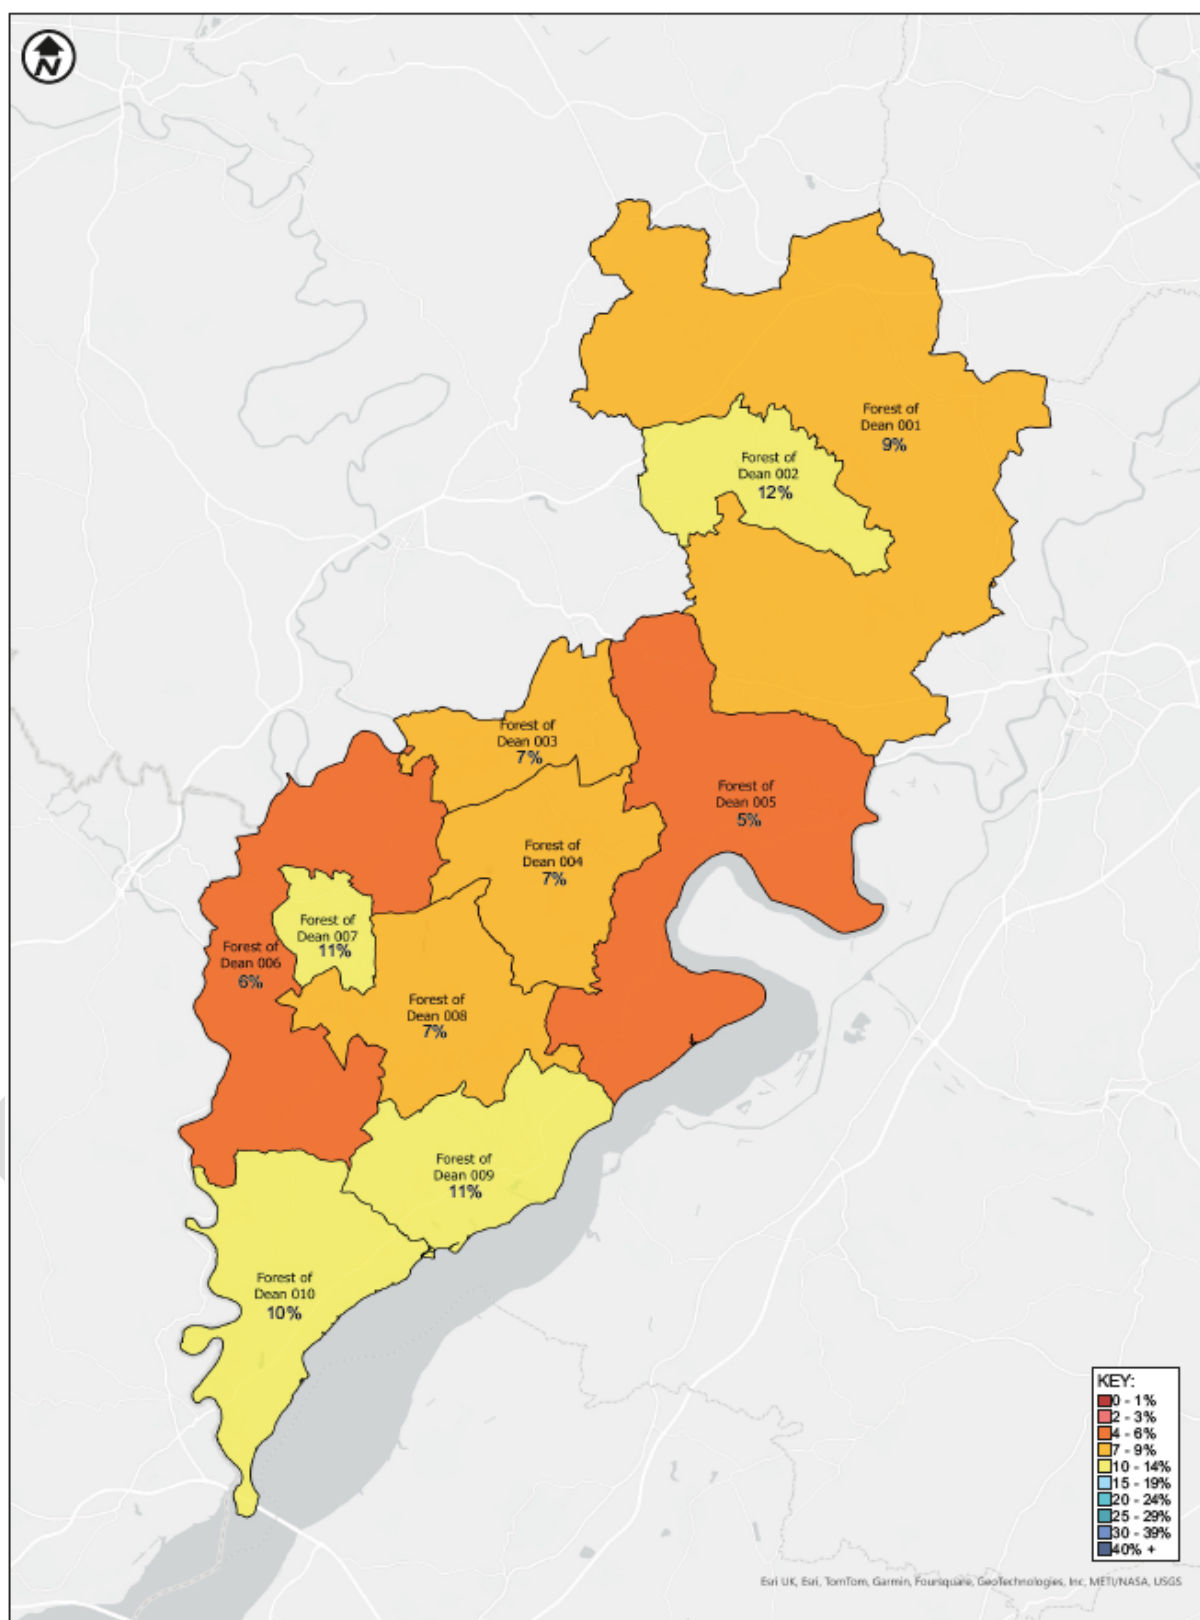 N
Forest of
Dean 001
9%
Forest of
Dean 002
12%
Forest of
Dean 003
7%
Forest of
Dean 005
5%
Forest of
Dean 004
7%
Forest of
Dean 007
11%
Forest of
Dean 006
6%
Forest of
Dean 008
7%
Forest of
Dean 009
11%
Forest of
Dean 010
10%
KEY:
0 - 1%
2 - 3%
4 - 6%
7 - 9%
10 - 14%
15 - 19%
20 - 24%
25 - 29%
30 - 39%
40% +
Esri UK, Esri, TomTom, Garmin, Foursquare, GeoTechnologies, Inc, METI/NASA, USGS